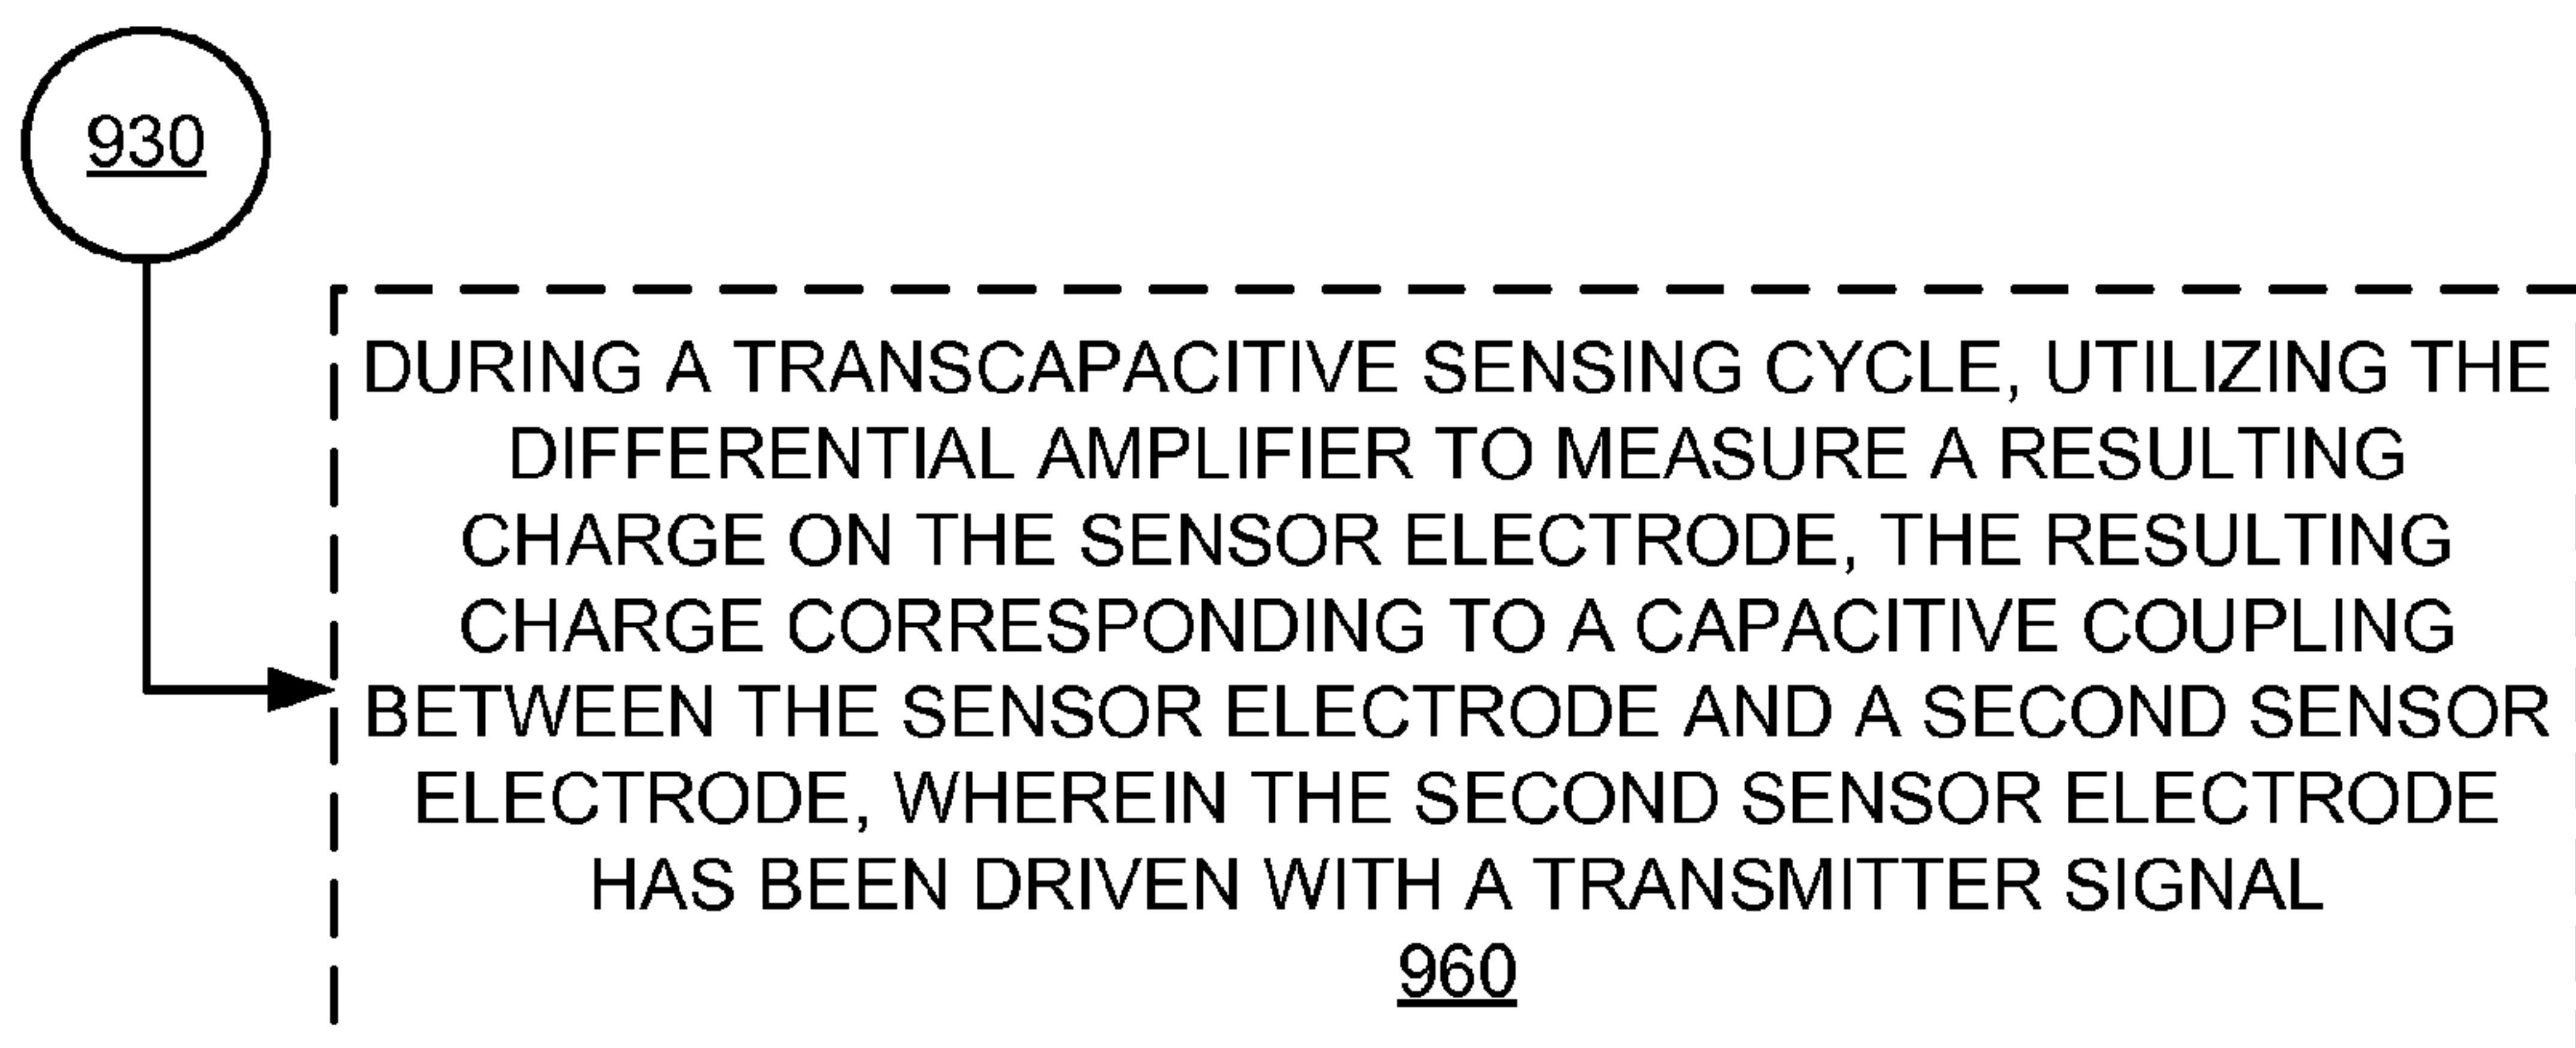 930
DURING A TRANSCAPACITIVE SENSING CYCLE, UTILIZING THE
DIFFERENTIAL AMPLIFIER TO MEASURE A RESULTING
CHARGE ON THE SENSOR ELECTRODE, THE RESULTING
CHARGE CORRESPONDING TO A CAPACITIVE COUPLING
BETWEEN THE SENSOR ELECTRODE AND A SECOND SENSOR
ELECTRODE, WHEREIN THE SECOND SENSOR ELECTRODE
HAS BEEN DRIVEN WITH A TRANSMITTER SIGNAL
960